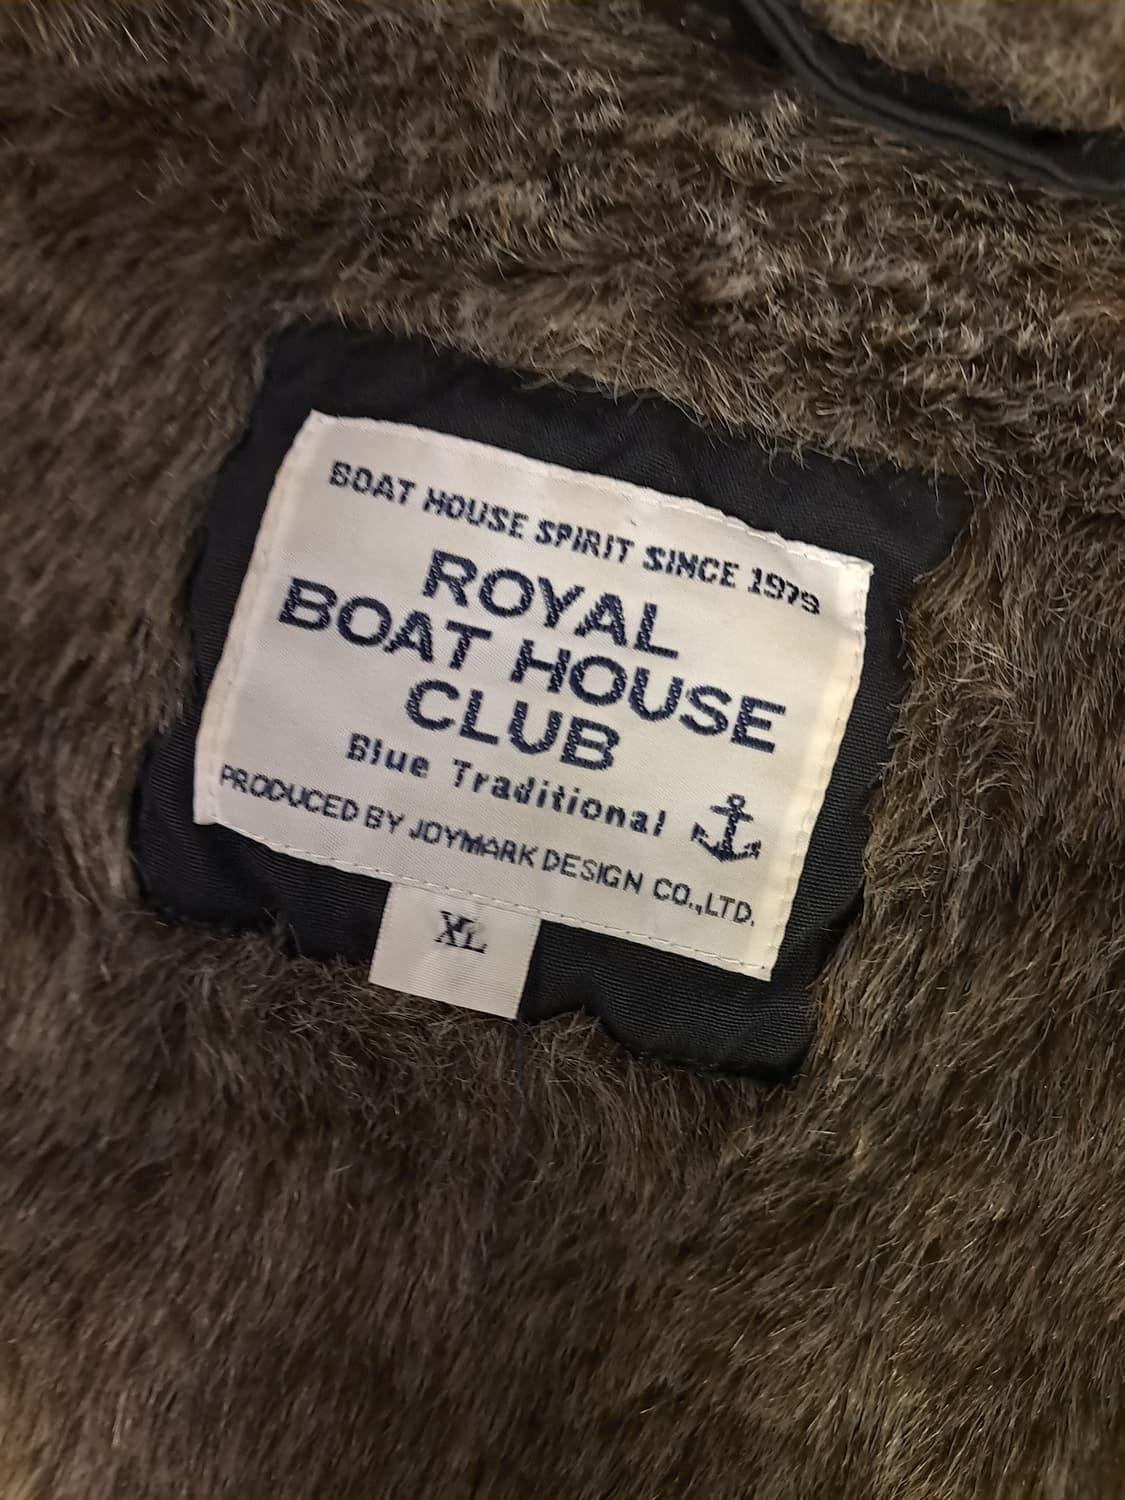 BOAT HOUSE SPIRIT SINCE 1979
ROYAL
BOAT HOUSE
CLUB
Blue Traditional
PRODUCED BY JOYMARK DESIGN CO.,LTD.
XL